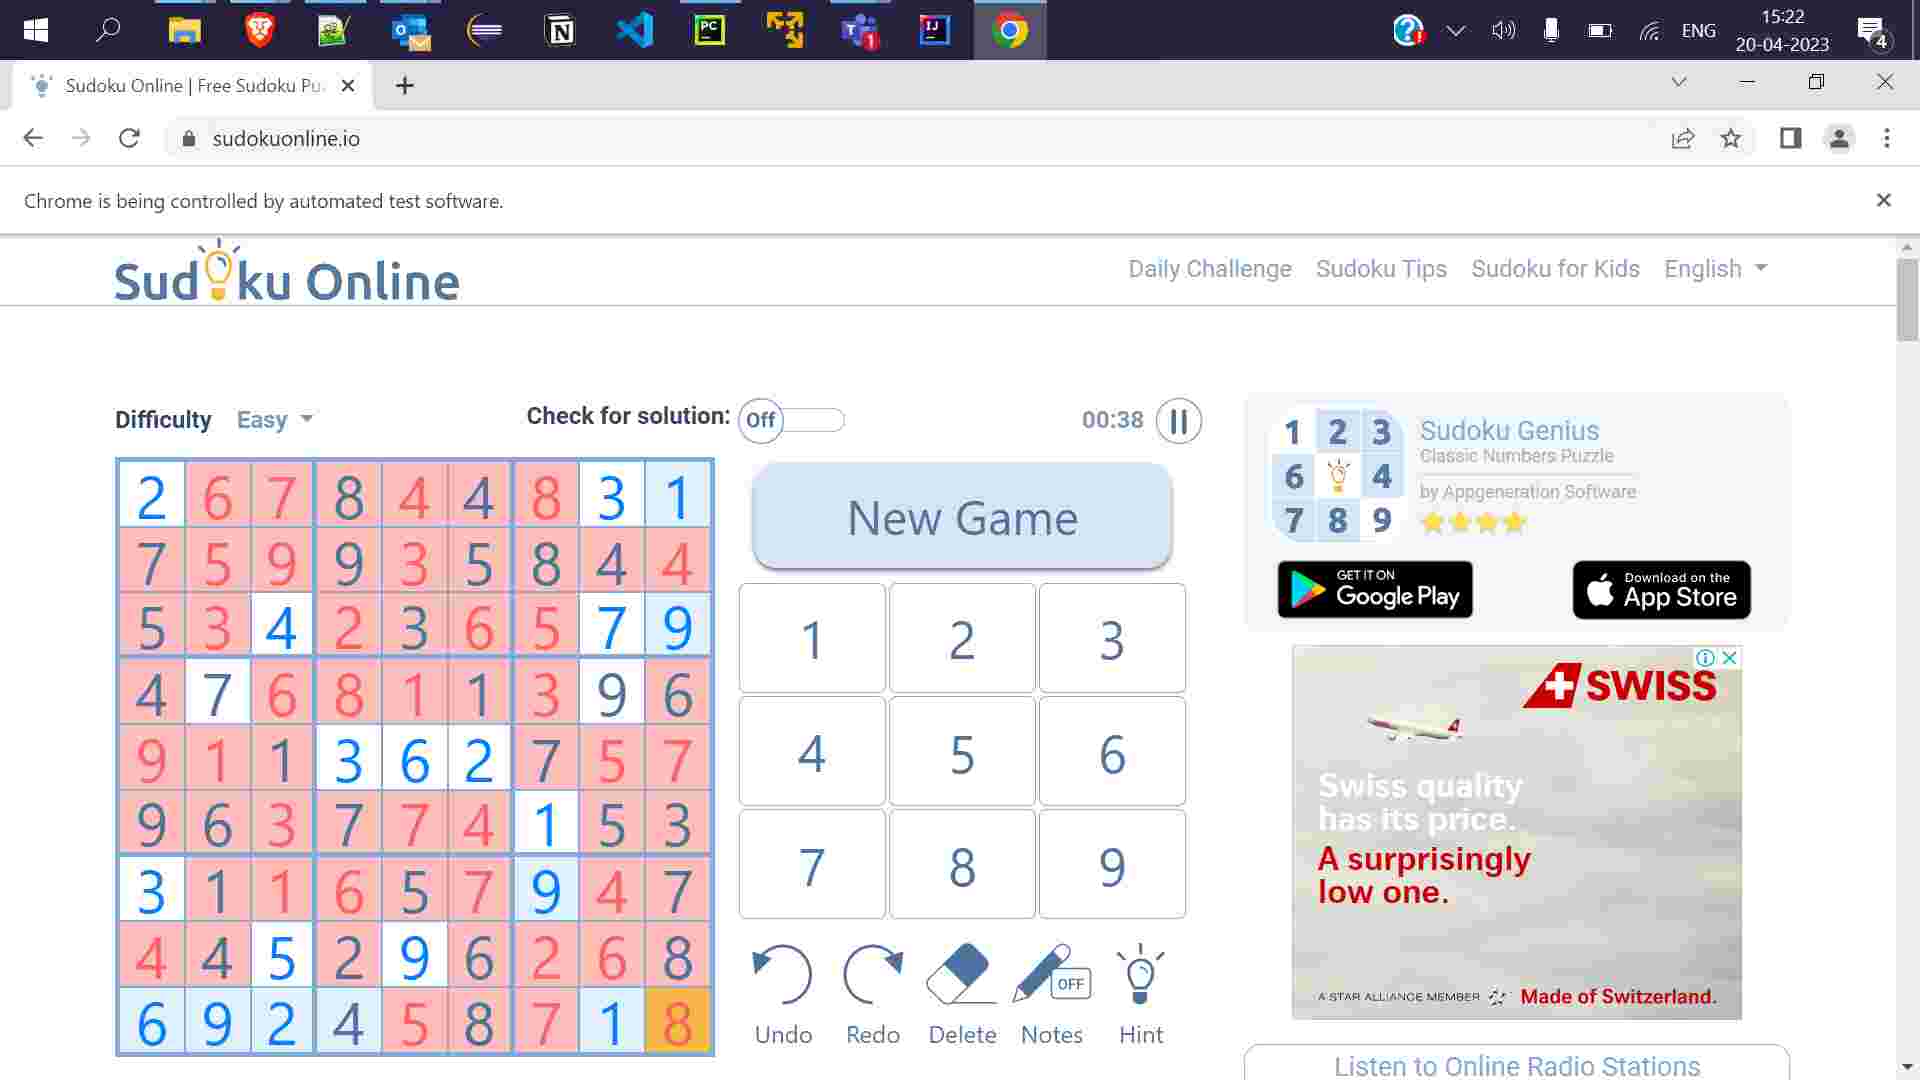 ENG
15:22
20-04-2023
4
PC
IJ
T
1
Sudoku Online | Free Sudoku Pu
sudokuonline.io
Chrome is being controlled by automated test software.
Sudoku Online
Daily Challenge Sudoku Tips Sudoku for Kids English
Difficulty Easy
Check for solution: Off
00:38
2 6 7 8 4 4 8 3 1
7 5 9 9 3 5 8 4 4
5 3 4 2 3 6 5 7 9
4 7 6 8 1 1 3 9 6
9 1 1 3 6 2 7 5 7
9 6 3 7 7 4 1 5 3
3 1 1 6 5 7 9 4 7
4 4 5 2 9 6 2 6 8
6 9 2 4 5 8 7 1 8
New Game
1 2 3
4 5 6
7 8 9
OFF
Undo Redo Delete Notes Hint
1 2 3
6 4
7 8 9
Sudoku Genius
Classic Numbers Puzzle
by Appgeneration Software
GET IT ON
Google Play
Download on the
App Store
SWISS
Swiss quality
has its price.
A surprisingly
low one.
A STAR ALLIANCE MEMBER
Made of Switzerland.
Listen to Online Radio Stations